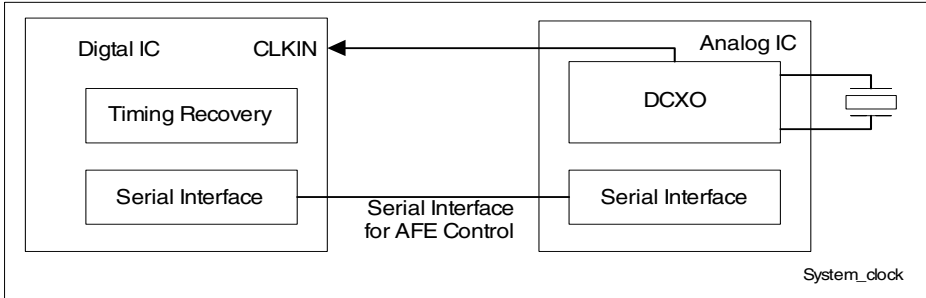 Digtal IC
CLKIN
Analog IC
DCXO
Timing Recovery
Serial Interface
Serial Interface
for AFE Control
Serial Interface
System_clock